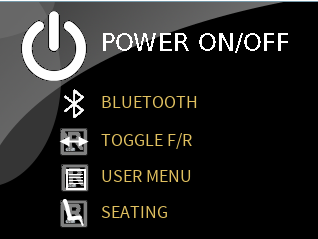 POWER ON/OFF
BLUETOOTH
TOGGLE F/R
USER MENU
SEATING